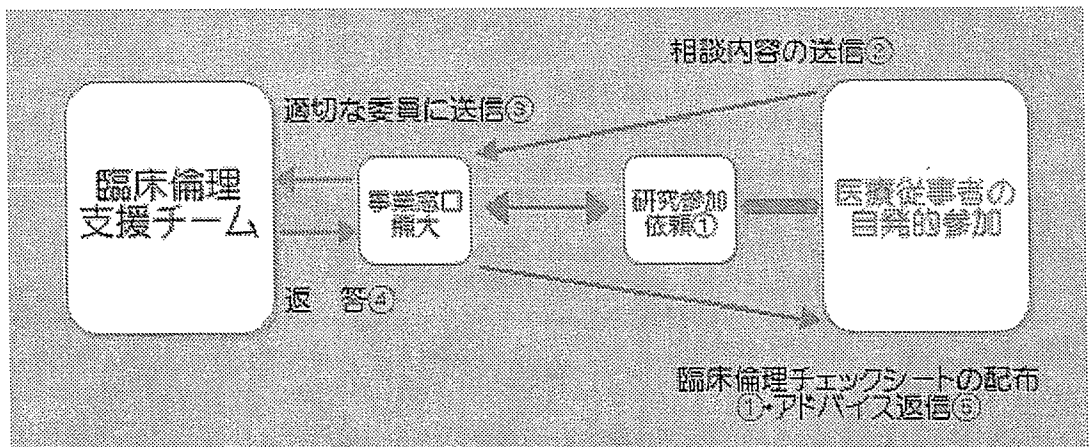 相談内容の送信②
適切な委員に送信③
臨床倫理
支援チーム
事業窓口
熊大
研究参加
依頼①
医療従事者の
自発的参加
返　答④
臨床倫理チェックシートの配布
①・アドバイス返信⑤